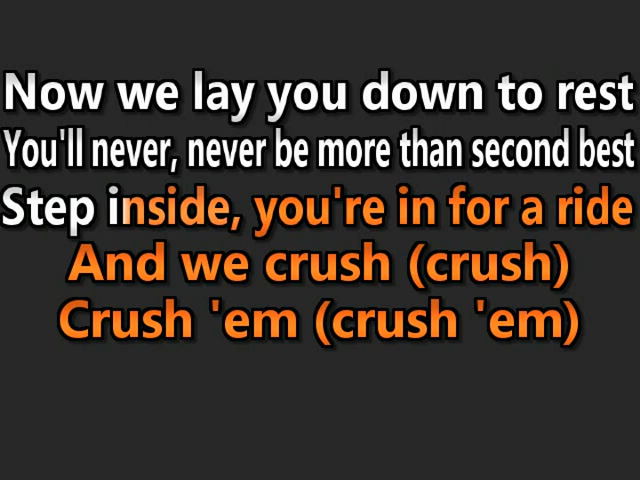 Now we lay you down to rest
You'll never, never be more than second best
Step inside, you're in for a ride
And we crush (crush)
Crush 'em (crush 'em)